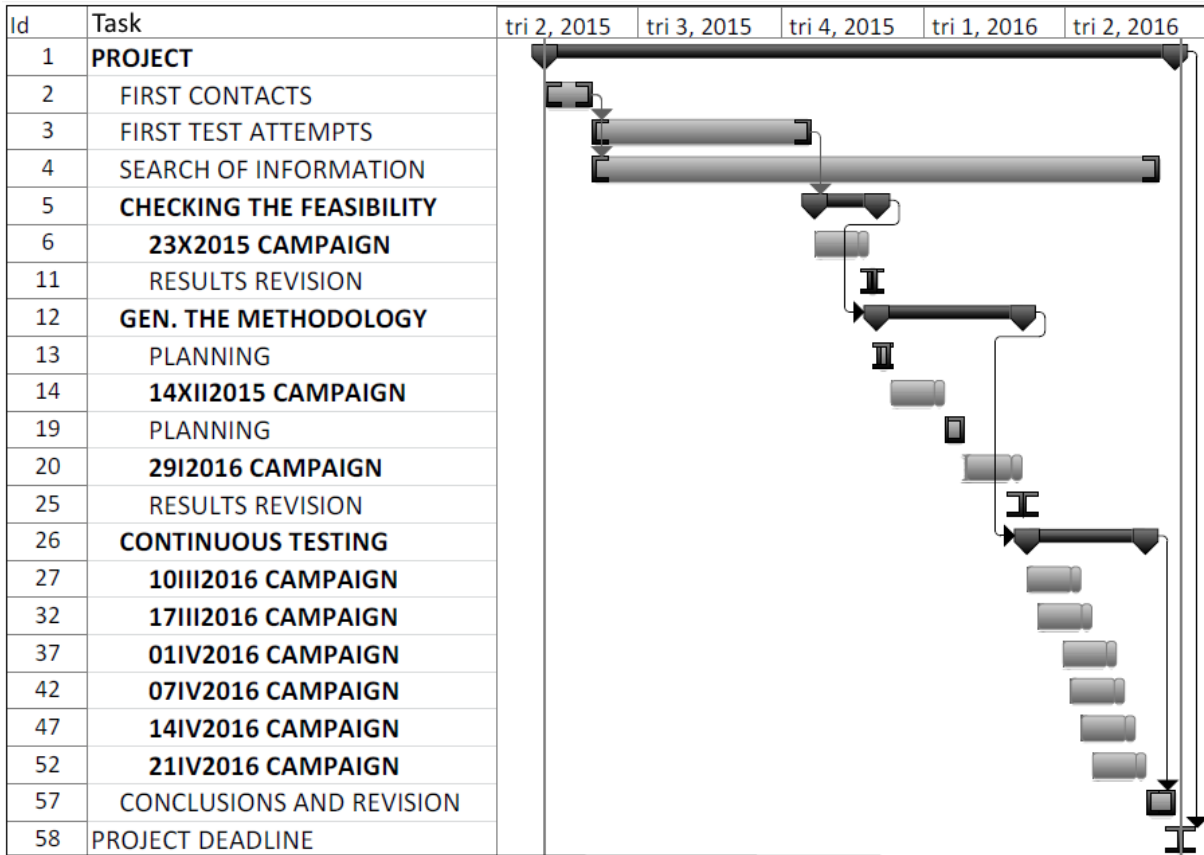 Id Task tri 2, 2015 tri 3, 2015 tri 4, 2015 tri 1, 2016 tri 2, 2016
1 PROJECT
2 FIRST CONTACTS
3 FIRST TEST ATTEMPTS
4 SEARCH OF INFORMATION
5 CHECKING THE FEASIBILITY
6 23X2015 CAMPAIGN
11 RESULTS REVISION
12 GEN. THE METHODOLOGY
13 PLANNING
14 14XII2015 CAMPAIGN
19 PLANNING
20 29I2016 CAMPAIGN
25 RESULTS REVISION
26 CONTINUOUS TESTING
27 10III2016 CAMPAIGN
32 17III2016 CAMPAIGN
37 01IV2016 CAMPAIGN
42 07IV2016 CAMPAIGN
47 14IV2016 CAMPAIGN
52 21IV2016 CAMPAIGN
57 CONCLUSIONS AND REVISION
58 PROJECT DEADLINE